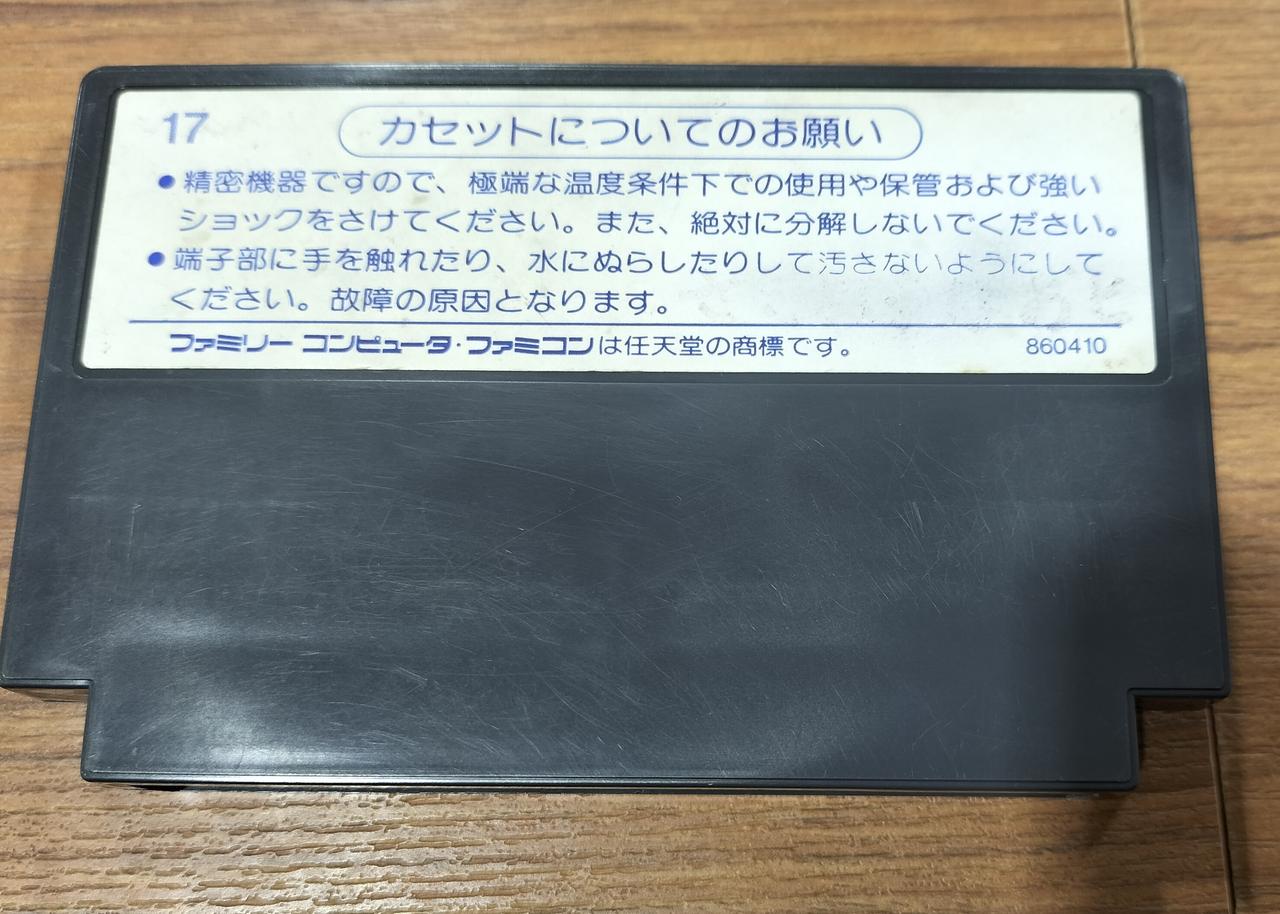 17
カセットについてのお願い
●精密機器ですので、極端な温度条件下での使用や保管および強い
ショックをさけてください。また、絶対に分解しないでください。
●端子部に手を触れたり、水にぬらしたりして汚さないようにして
ください。故障の原因となります。
ファミリー コンピュータ・ファミコンは任天堂の商標です。 860410